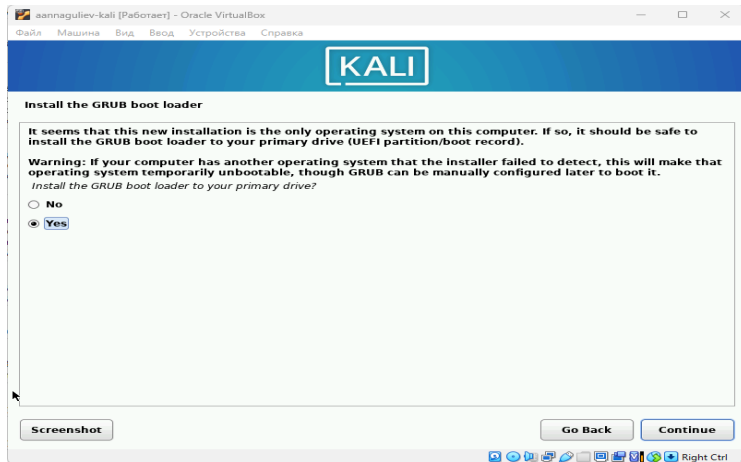 aannaguliev-kali [Работает] - Oracle VirtualBox
Файл Машина Вид Ввод Устройства Справка
KALI
Install the GRUB boot loader
It seems that this new installation is the only operating system on this computer. If so, it should be safe to
install the GRUB boot loader to your primary drive (UEFI partition/boot record).
Warning: If your computer has another operating system that the installer failed to detect, this will make that
operating system temporarily unbootable, though GRUB can be manually configured later to boot it.
Install the GRUB boot loader to your primary drive?
No
Yes
Screenshot Go Back Continue
Right Ctrl